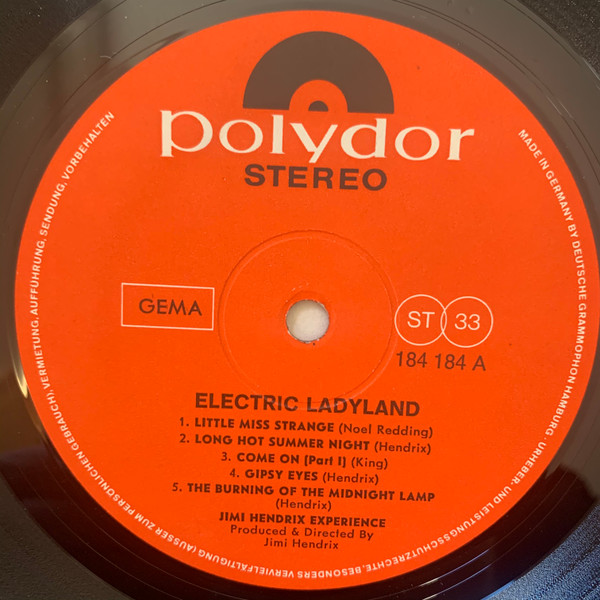 polydor
STEREO
GEMA
ST 33
184 184 A
ELECTRIC LADYLAND
1. LITTLE MISS STRANGE (Noel Redding)
2. LONG HOT SUMMER NIGHT (Hendrix)
3. COME ON [Part I] (King)
4. GIPSY EYES (Hendrix)
5. THE BURNING OF THE MIDNIGHT LAMP
(Hendrix)
JIMI HENDRIX EXPERIENCE
Produced & Directed By
Jimi Hendrix
MADE IN GERMANY BY DEUTSCHE GRAMMOPHON HAMBURG · URHEBER- UND LEISTUNGSSCHUTZRECHTE, BESONDERS VERVIELFÄLTIGUNG (AUSSER ZUM PERSÖNLICHEN GEBRAUCH), VERMIETUNG, AUFFÜHRUNG, SENDUNG, VORBEHALTEN